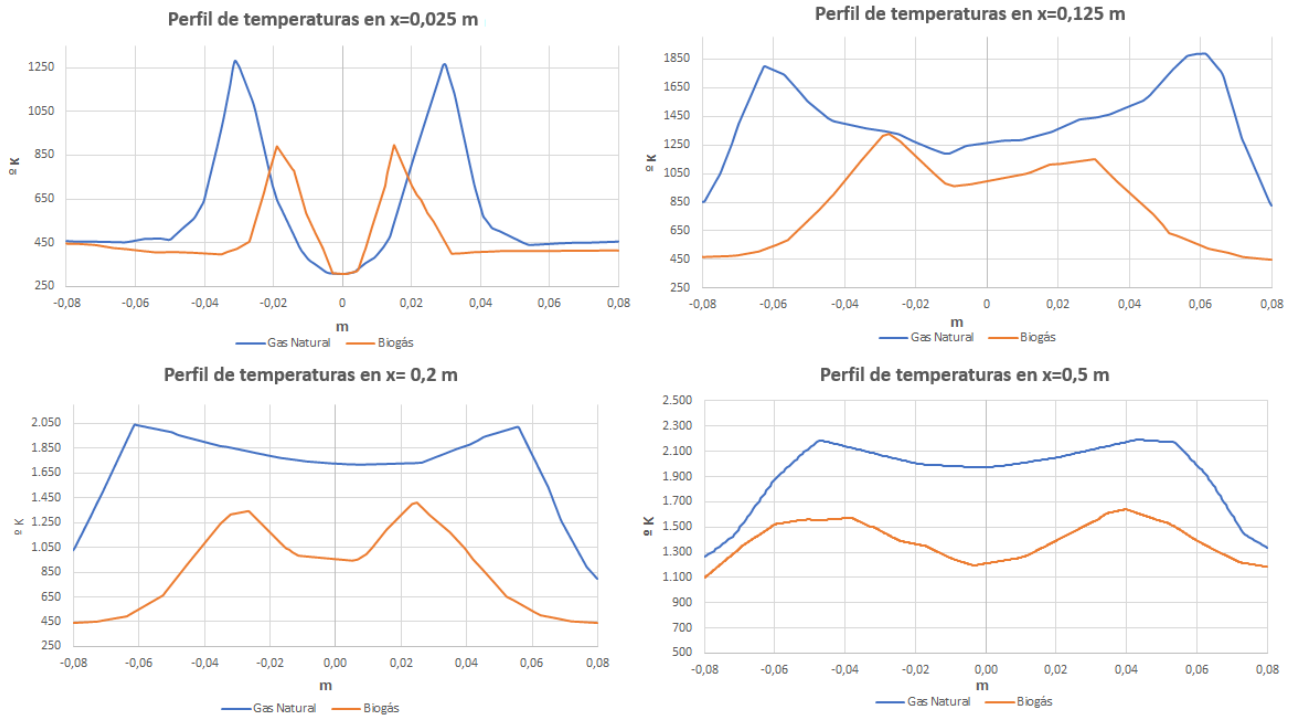 Perfil de temperaturas en x=0,025 m
1250
1050
850
650
450
250
º K
-0,08 -0,06 -0,04 -0,02 0 0,02 0,04 0,06 0,08
m
Gas Natural Biogás
Perfil de temperaturas en x=0,125 m
1850
1650
1450
1250
1050
850
650
450
250
º K
-0,08 -0,06 -0,04 -0,02 0 0,02 0,04 0,06 0,08
m
Gas Natural Biogás
Perfil de temperaturas en x= 0,2 m
2.050
1.850
1.650
1.450
1.250
1.050
850
650
450
250
º K
-0,08 -0,06 -0,04 -0,02 0,00 0,02 0,04 0,06 0,08
m
Gas Natural Biogás
Perfil de temperaturas en x=0,5 m
2.500
2.300
2.100
1.900
1.700
1.500
1.300
1.100
900
700
500
º K
-0,08 -0,06 -0,04 -0,02 0,00 0,02 0,04 0,06 0,08
m
Gas Natural Biogás